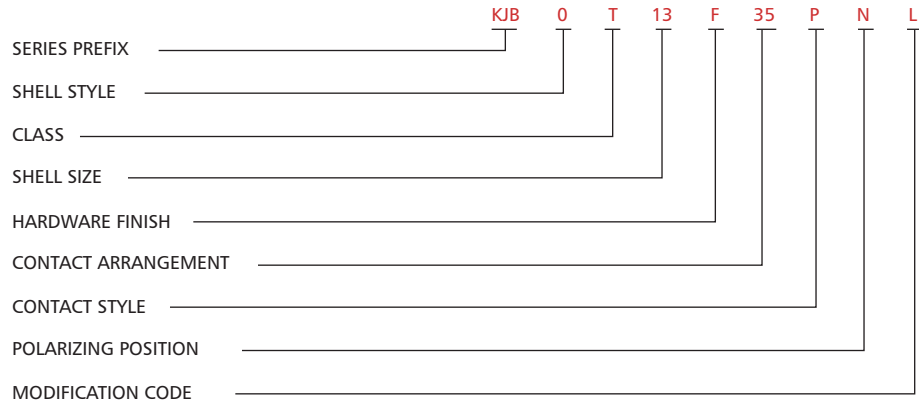 KJB 0 T 13 F 35 P N L
SERIES PREFIX
SHELL STYLE
CLASS
SHELL SIZE
HARDWARE FINISH
CONTACT ARRANGEMENT
CONTACT STYLE
POLARIZING POSITION
MODIFICATION CODE